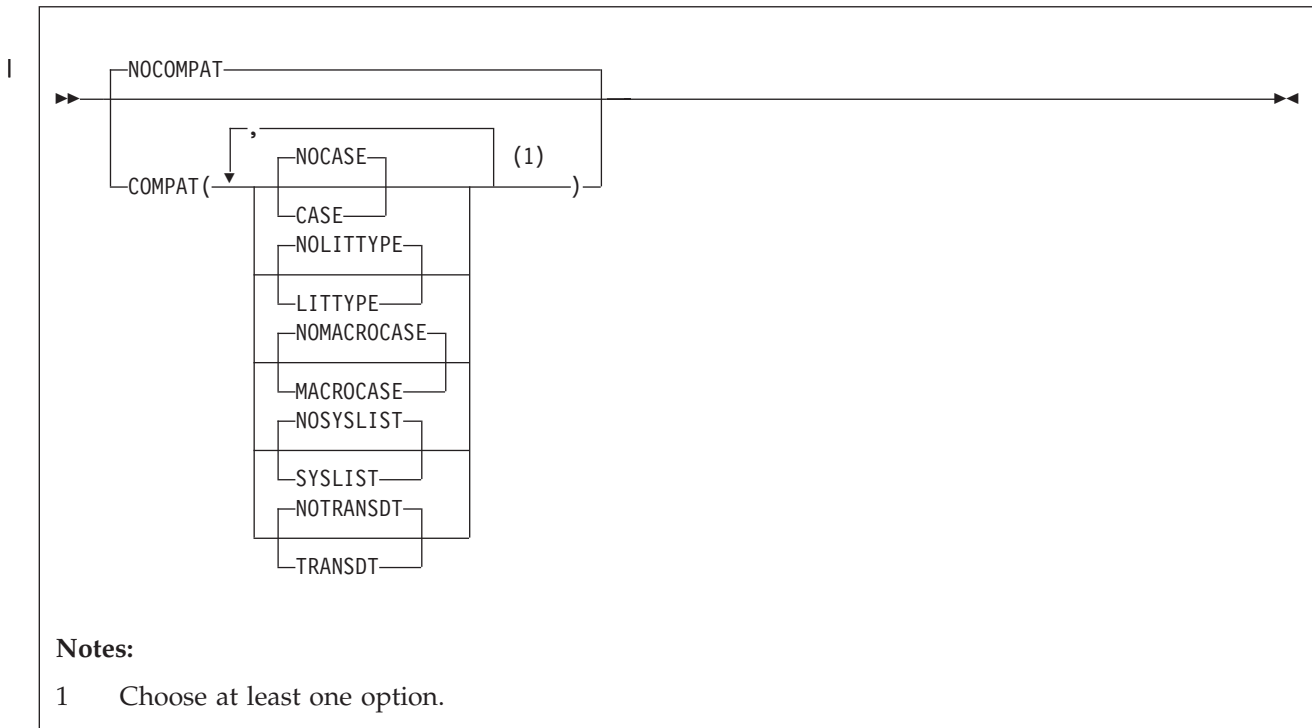 NOCOMPAT
,
NOCASE (1)
COMPAT( )
CASE
NOLITTYPE
LITTYPE
NOMACROCASE
MACROCASE
NOSYSLIST
SYSLIST
NOTRANSDT
TRANSDT
Notes:
1 Choose at least one option.